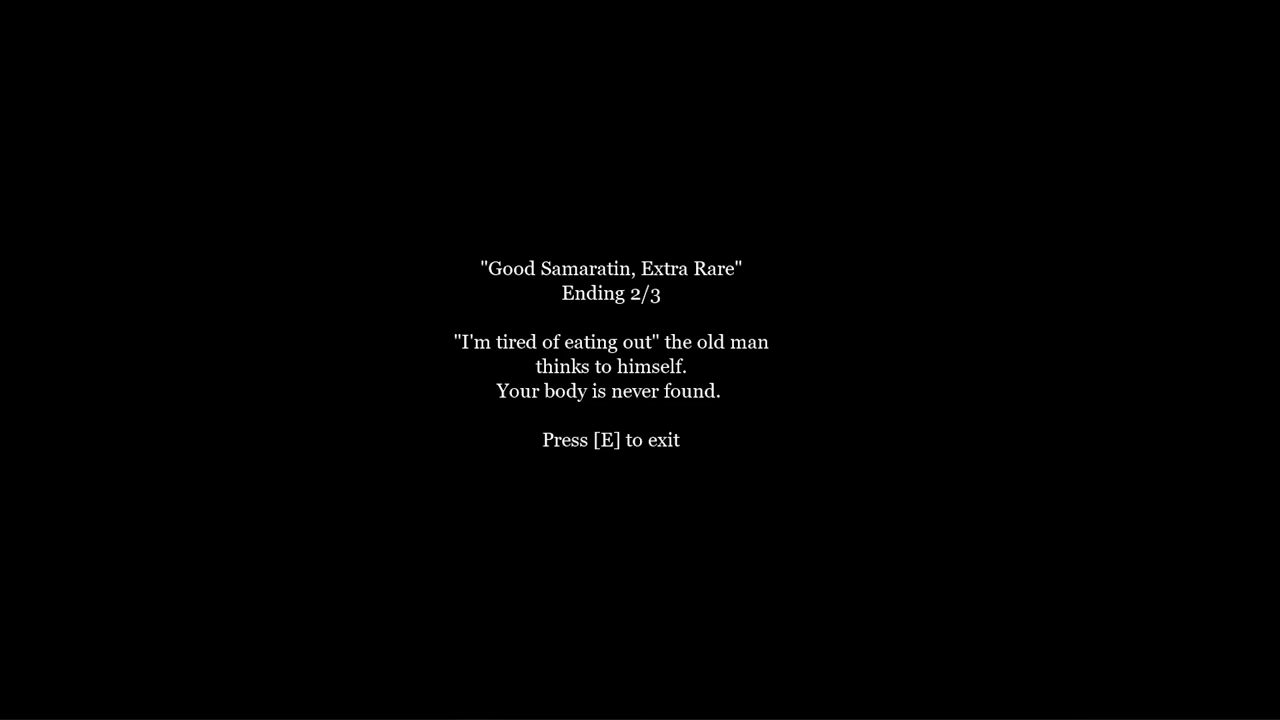 "Good Samaratin, Extra Rare"
Ending 2/3
"I'm tired of eating out" the old man
thinks to himself.
Your body is never found.
Press [E] to exit